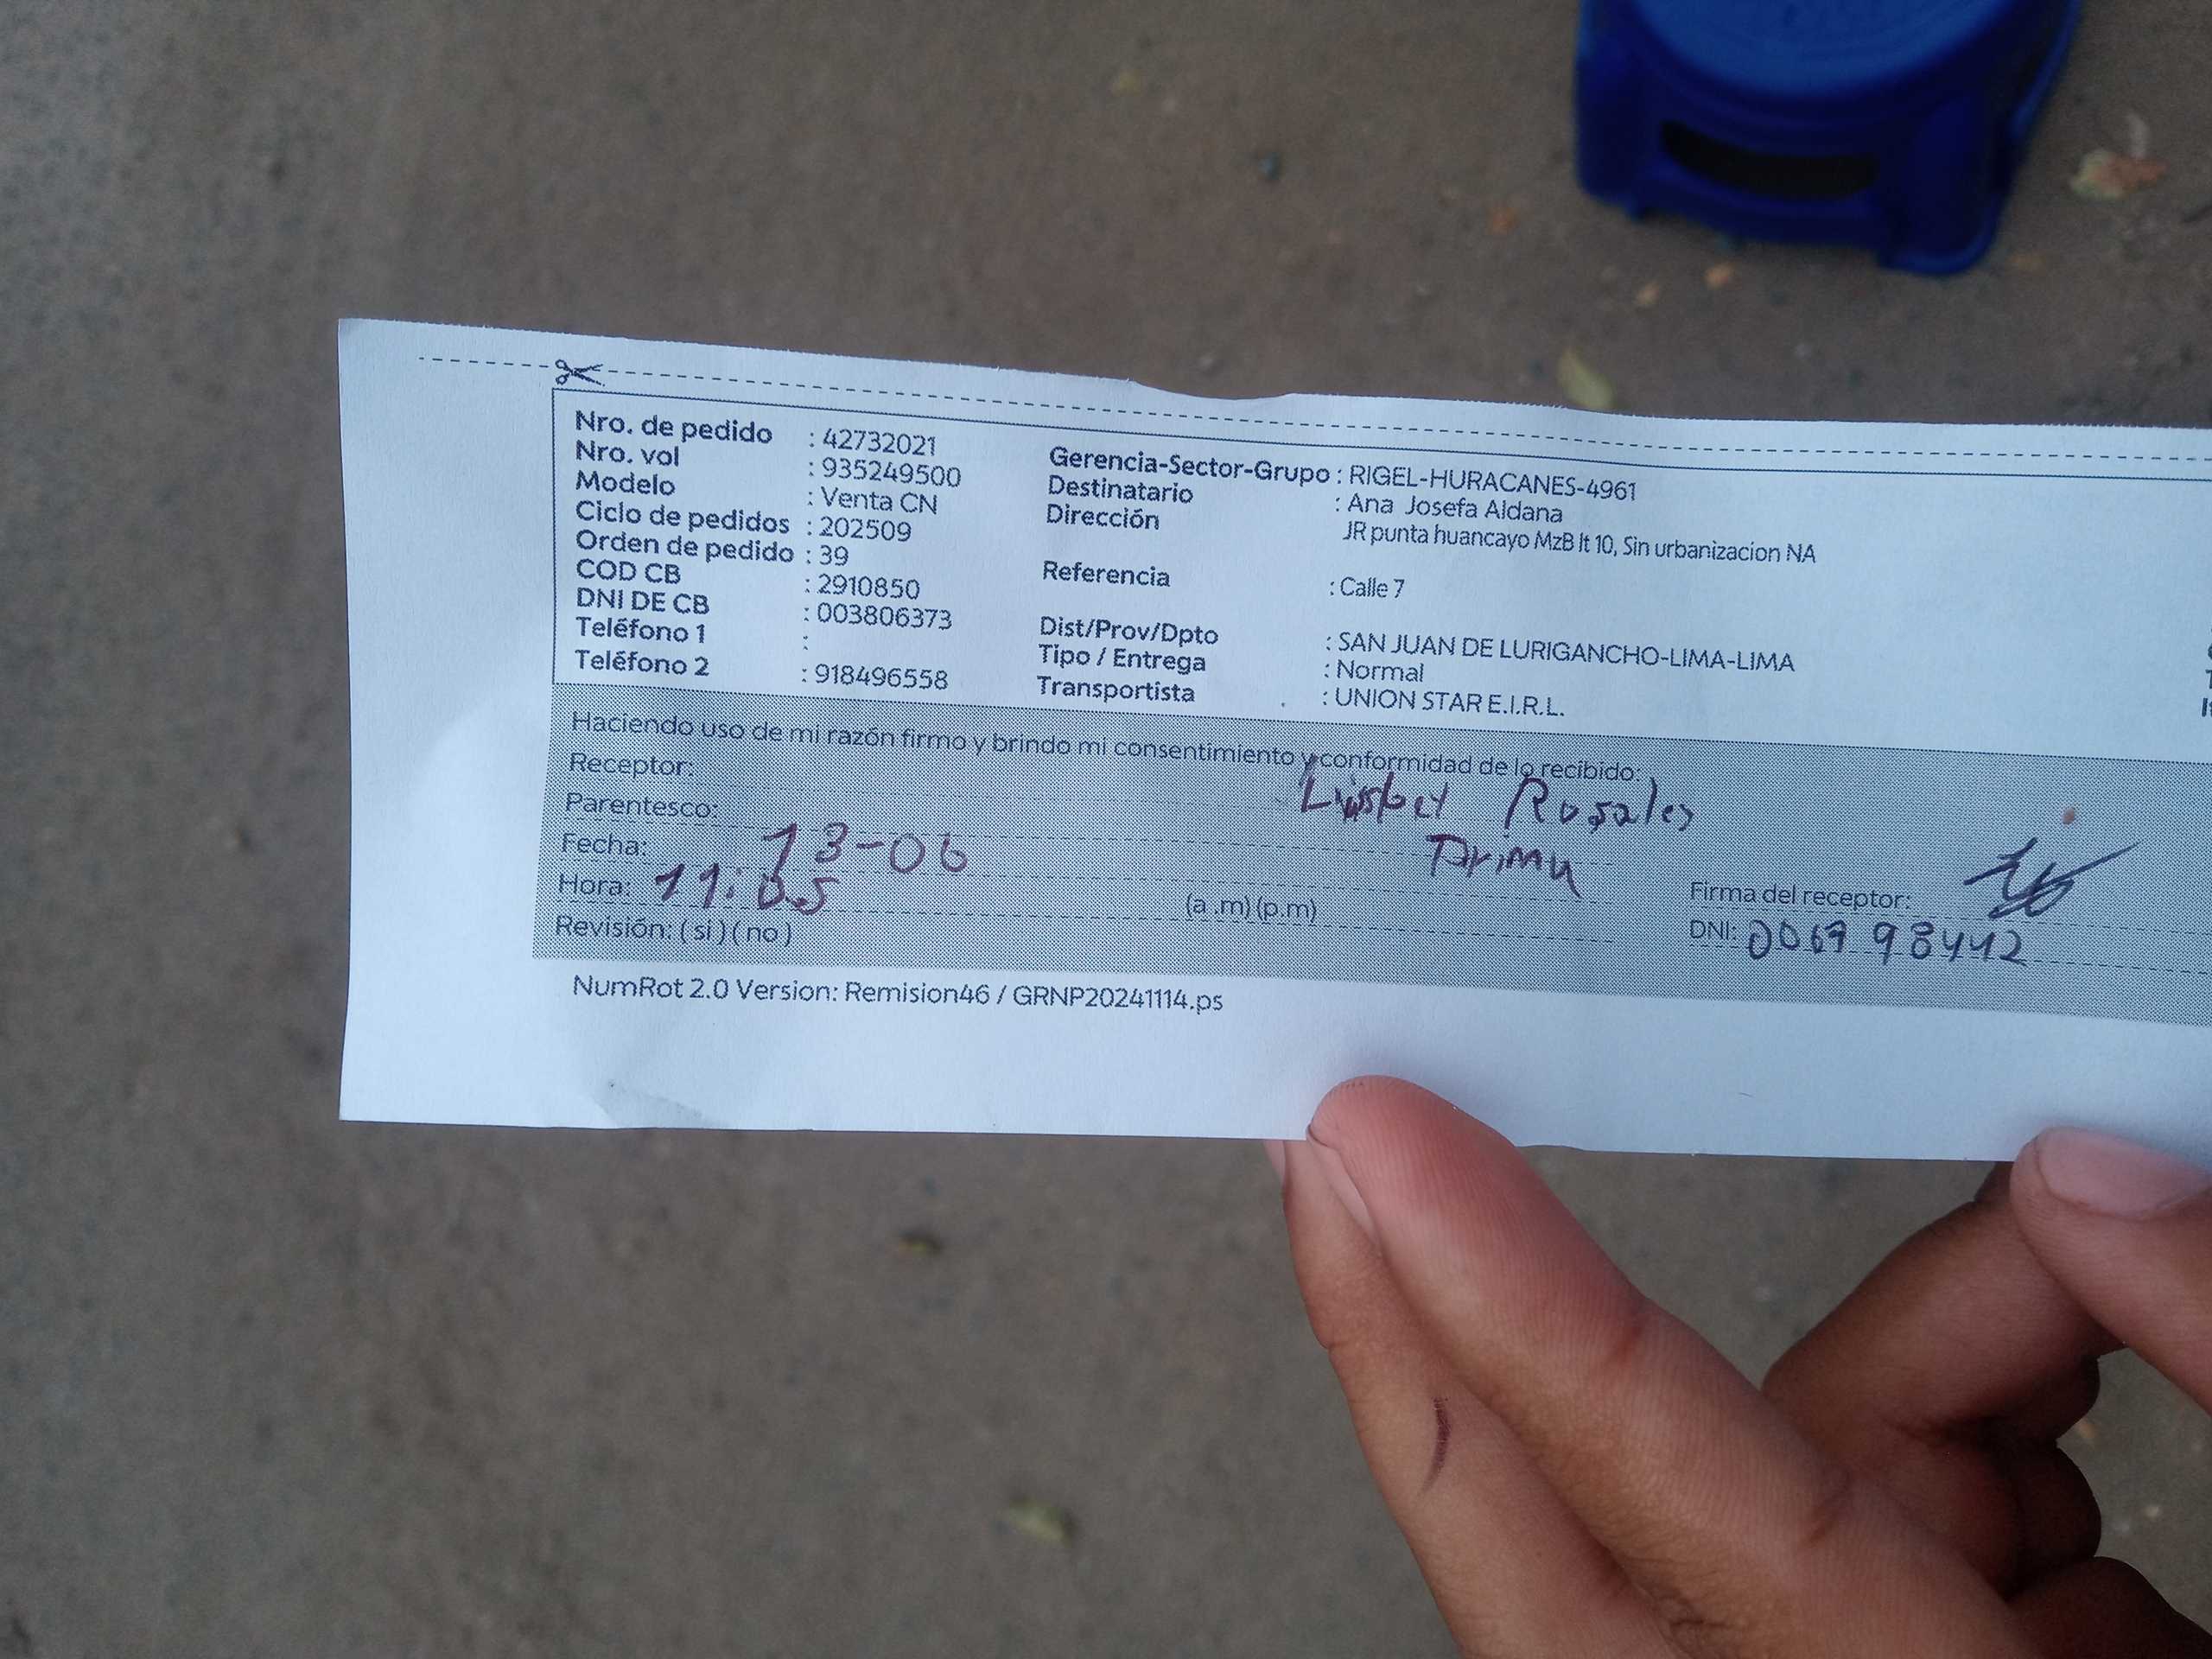 Nro. de pedido : 42732021
Nro. vol : 935249500
Modelo : Venta CN
Ciclo de pedidos : 202509
Orden de pedido : 39
COD CB : 2910850
DNI DE CB : 003806373
Teléfono 1 :
Teléfono 2 : 918496558
Gerencia-Sector-Grupo : RIGEL-HURACANES-4961
Destinatario : Ana Josefa Aldana
Dirección JR punta huancayo MzB lt 10, Sin urbanizacion NA
Referencia : Calle 7
Dist/Prov/Dpto : SAN JUAN DE LURIGANCHO-LIMA-LIMA
Tipo / Entrega : Normal
Transportista : UNION STAR E.I.R.L.
Haciendo uso de mi razón firmo y brindo mi consentimiento y conformidad de lo recibido:
Receptor: Rosales
Parentesco: Prima
Fecha: 13-06
Hora: 11:05 (a .m) (p.m)
Revisión: ( si ) ( no )
Firma del receptor:
DNI: 006998442
NumRot 2.0 Version: Remision46 / GRNP20241114.ps